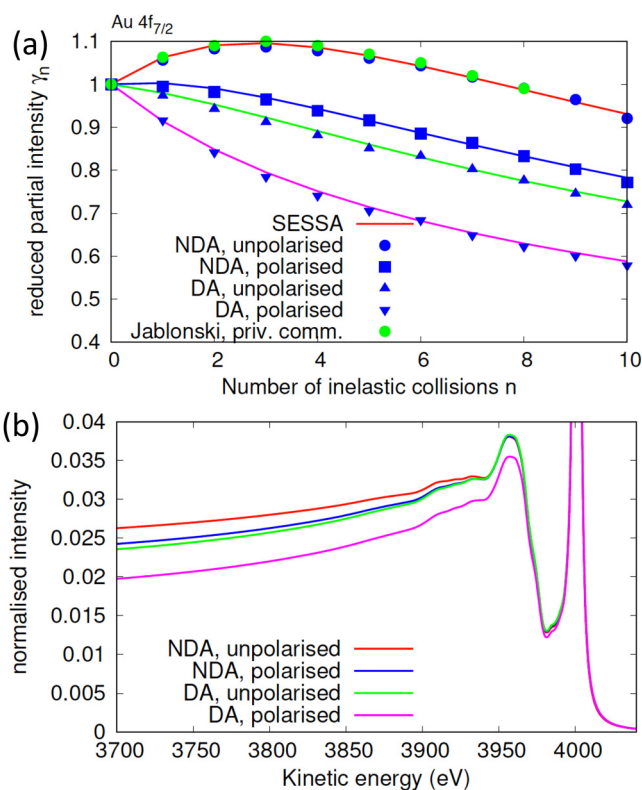 (a)
Au 4f7/2
reduced partial intensity γn
1.1
1
0.9
0.8
0.7
0.6
0.5
0.4
SESSA
NDA, unpolarised
NDA, polarised
DA, unpolarised
DA, polarised
Jablonski, priv. comm.
0 2 4 6 8 10
Number of inelastic collisions n
(b)
normalised intensity
0.04
0.035
0.03
0.025
0.02
0.015
0.01
0.005
0
NDA, unpolarised
NDA, polarised
DA, unpolarised
DA, polarised
3700 3750 3800 3850 3900 3950 4000
Kinetic energy (eV)